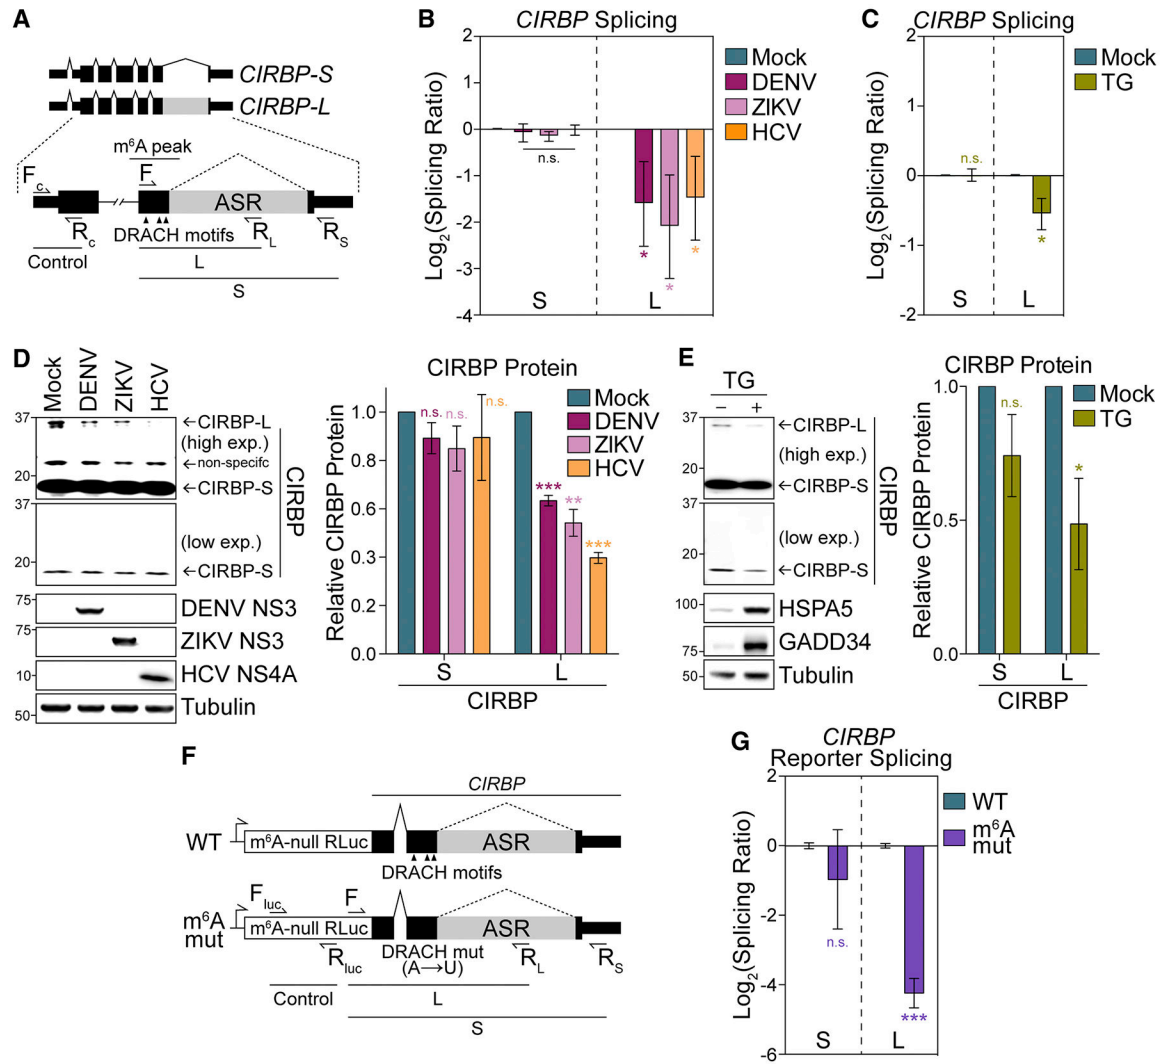 A
CIRBP-S
CIRBP-L
m6A peak
Fc
F
ASR
Rc
DRACH motifs
RL
RS
Control
L
S
B
CIRBP Splicing
Log2(Splicing Ratio)
2
1
0
-1
-2
-3
-4
n.s.
*
*
*
S
L
Mock
DENV
ZIKV
HCV
C
CIRBP Splicing
Log2(Splicing Ratio)
2
1
0
-1
-2
n.s.
*
S
L
Mock
TG
D
Mock
DENV
ZIKV
HCV
37
←CIRBP-L
(high exp.)
←non-specifc
20
←CIRBP-S
37
(low exp.)
20
←CIRBP-S
CIRBP
75
DENV NS3
75
ZIKV NS3
10
HCV NS4A
50
Tubulin
CIRBP Protein
Relative CIRBP Protein
1.0
0.8
0.6
0.3
0.2
0.0
n.s.
n.s.
n.s.
***
**
***
Mock
DENV
ZIKV
HCV
S
L
CIRBP
E
TG
− +
37
←CIRBP-L
(high exp.)
20
←CIRBP-S
37
(low exp.)
20
←CIRBP-S
CIRBP
100
HSPA5
75
GADD34
50
Tubulin
CIRBP Protein
Relative CIRBP Protein
1.0
0.5
0.0
n.s.
*
Mock
TG
S
L
CIRBP
F
CIRBP
WT
m6A-null RLuc
ASR
DRACH motifs
Fluc
F
m6A
mut
m6A-null RLuc
ASR
Rluc
DRACH mut
(A→U)
RL
RS
Control
L
S
G
CIRBP
Reporter Splicing
Log2(Splicing Ratio)
2
0
-2
-4
-6
n.s.
***
S
L
WT
m6A
mut